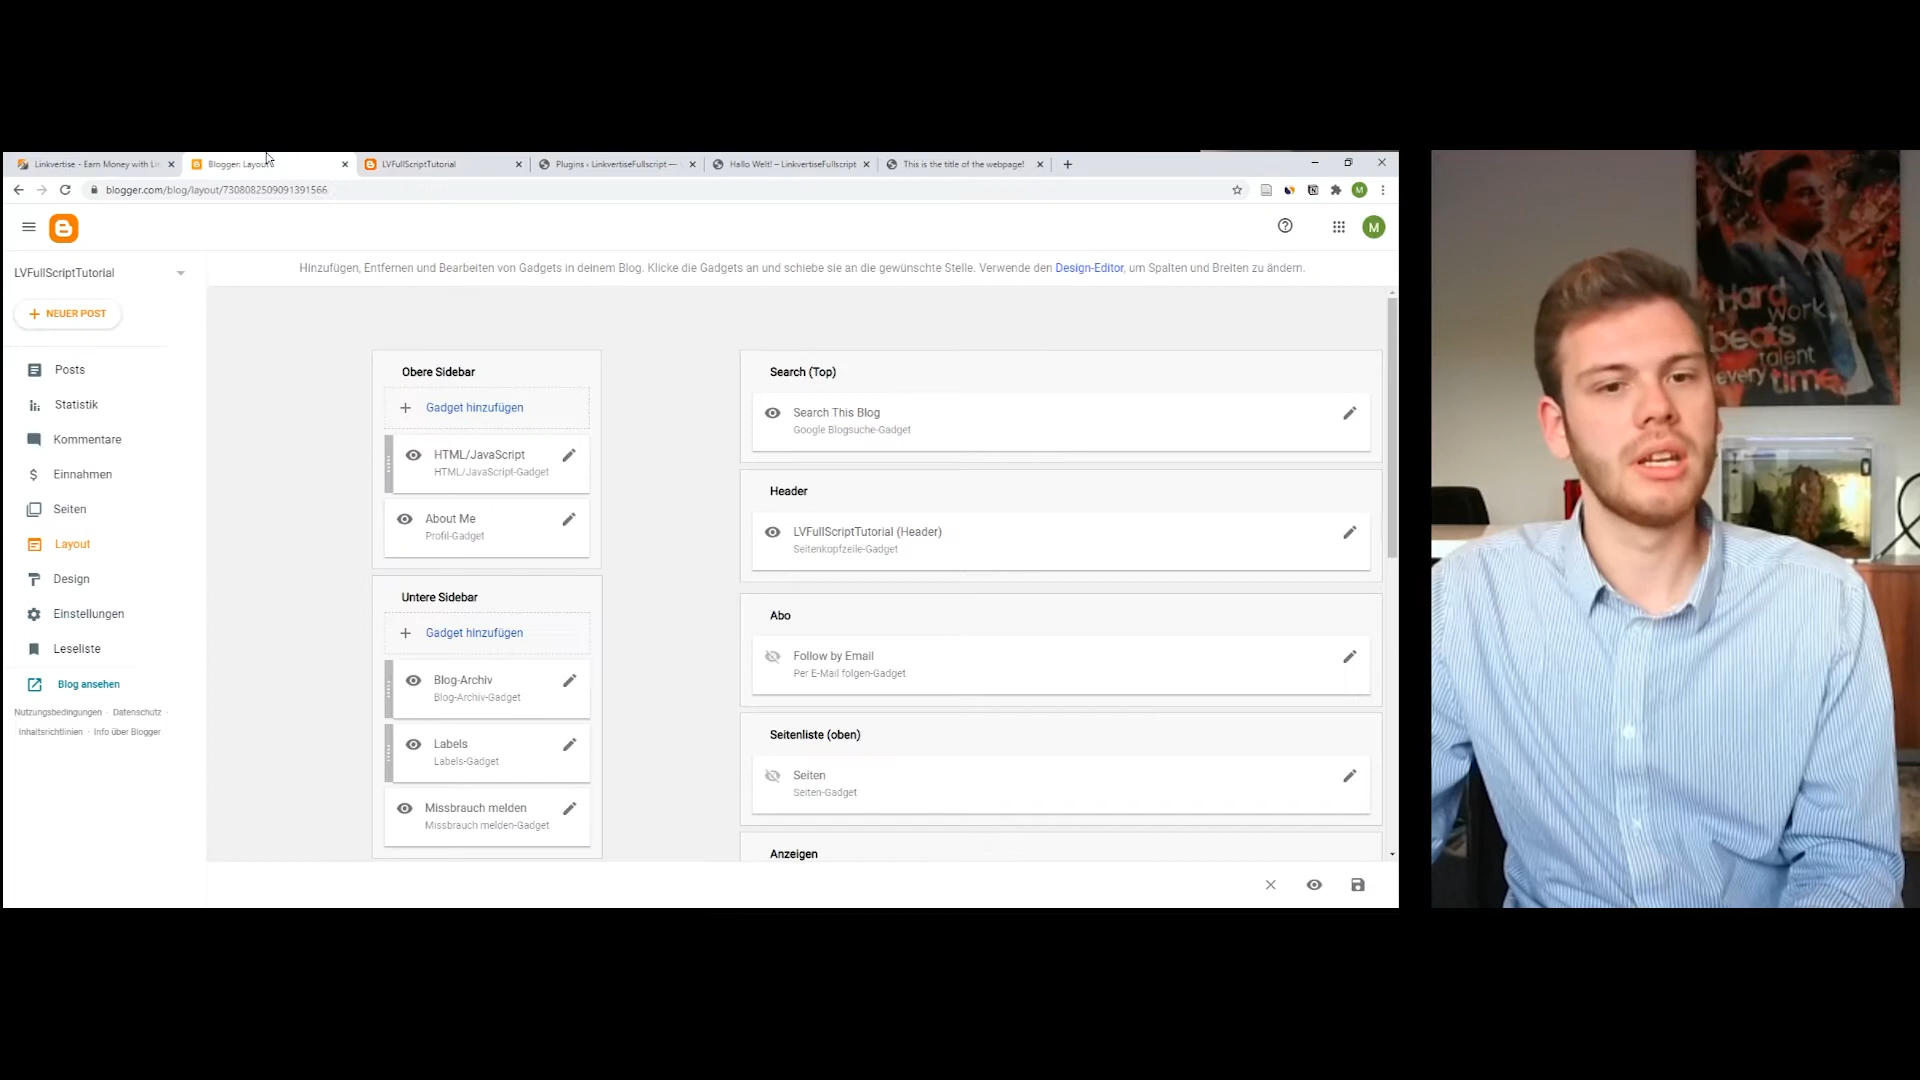 Linkvertise - Earn Money with Lin
Blogger: Layout
LVFullScriptTutorial
Plugins ‹ LinkvertiseFullscript —
Hallo Welt! – LinkvertiseFullscript
This is the title of the webpage!
blogger.com/blog/layout/7308082509091391566
M
M
LVFullScriptTutorial
Hinzufügen, Entfernen und Bearbeiten von Gadgets in deinem Blog. Klicke die Gadgets an und schiebe sie an die gewünschte Stelle. Verwende den Design-Editor, um Spalten und Breiten zu ändern.
+ NEUER POST
Posts
Statistik
Kommentare
Einnahmen
Seiten
Layout
Design
Einstellungen
Leseliste
Blog ansehen
Nutzungsbedingungen · Datenschutz ·
Inhaltsrichtlinien · Info über Blogger
Obere Sidebar
+ Gadget hinzufügen
HTML/JavaScript
HTML/JavaScript-Gadget
About Me
Profil-Gadget
Untere Sidebar
+ Gadget hinzufügen
Blog-Archiv
Blog-Archiv-Gadget
Labels
Labels-Gadget
Missbrauch melden
Missbrauch melden-Gadget
Search (Top)
Search This Blog
Google Blogsuche-Gadget
Header
LVFullScriptTutorial (Header)
Seitenkopfzeile-Gadget
Abo
Follow by Email
Per E-Mail folgen-Gadget
Seitenliste (oben)
Seiten
Seiten-Gadget
Anzeigen
Hard
work
beats
talent
every time.